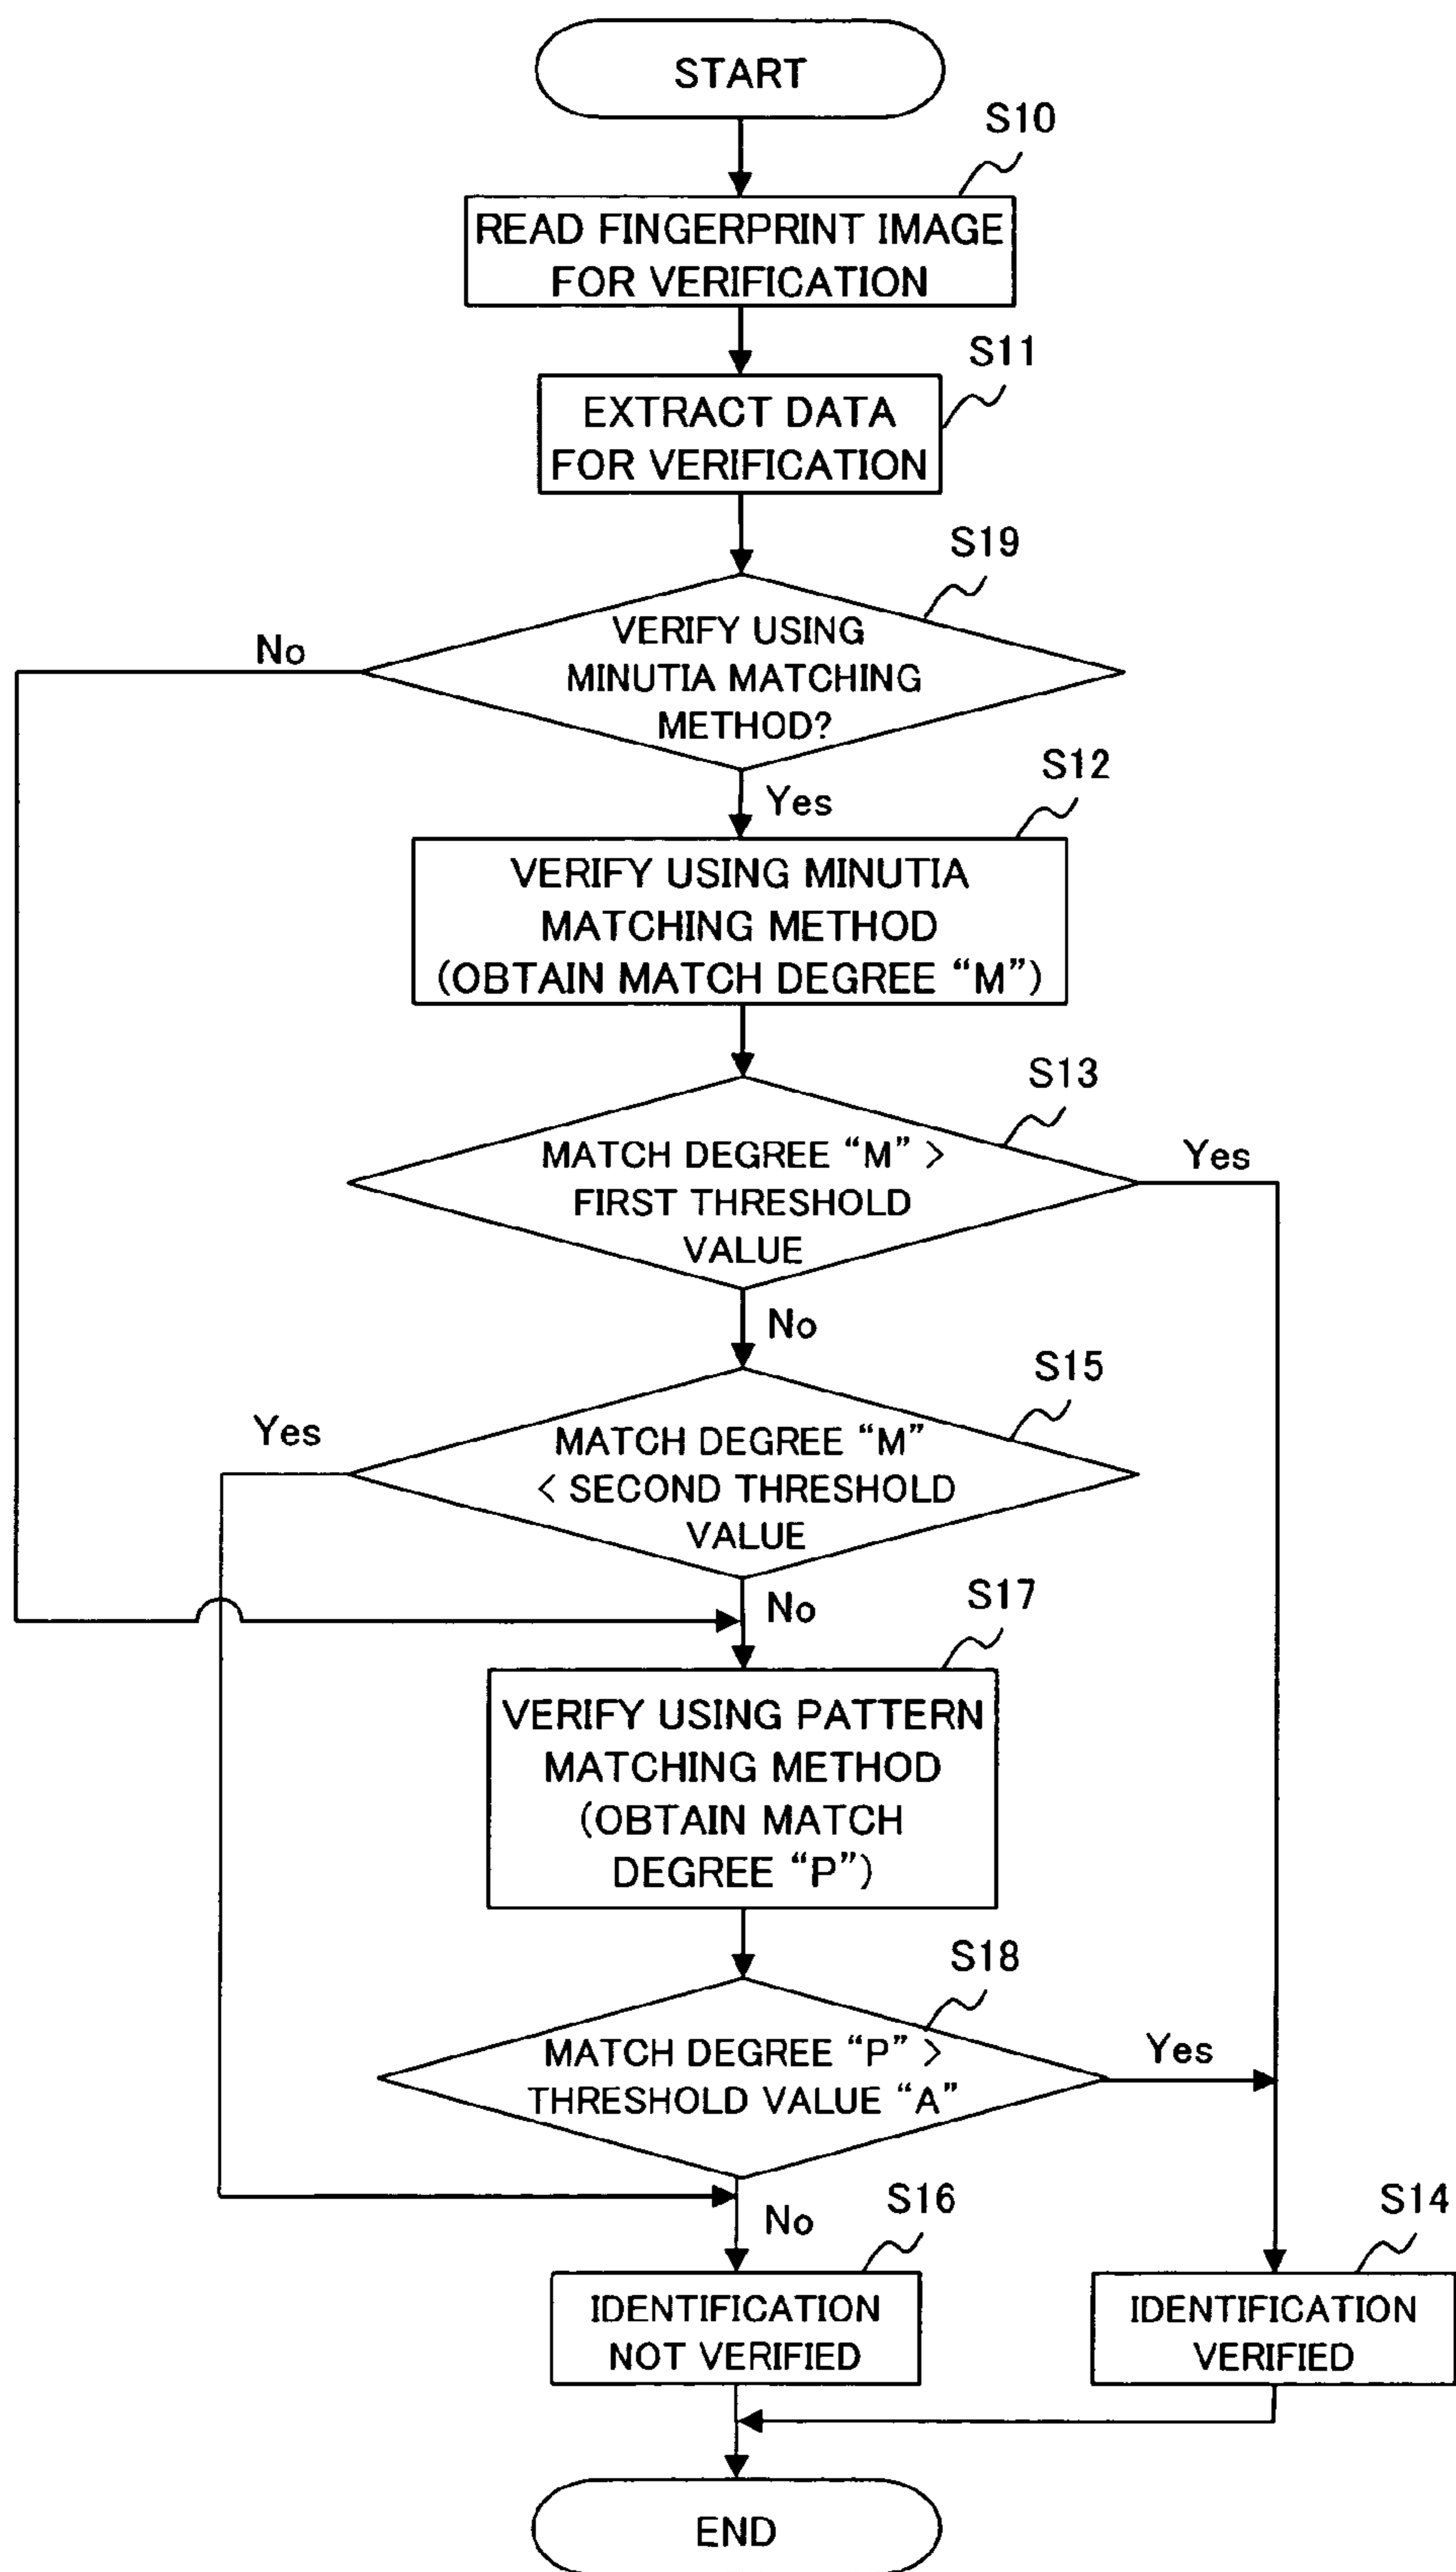 START
S10
READ FINGERPRINT IMAGE
FOR VERIFICATION
S11
EXTRACT DATA
FOR VERIFICATION
S19
VERIFY USING
MINUTIA MATCHING
METHOD?
No
Yes
S12
VERIFY USING MINUTIA
MATCHING METHOD
(OBTAIN MATCH DEGREE “M”)
S13
MATCH DEGREE “M” >
FIRST THRESHOLD
VALUE
Yes
No
S15
MATCH DEGREE “M”
< SECOND THRESHOLD
VALUE
Yes
No
S17
VERIFY USING PATTERN
MATCHING METHOD
(OBTAIN MATCH
DEGREE “P”)
S18
MATCH DEGREE “P” >
THRESHOLD VALUE “A”
Yes
No
S16
IDENTIFICATION
NOT VERIFIED
S14
IDENTIFICATION
VERIFIED
END